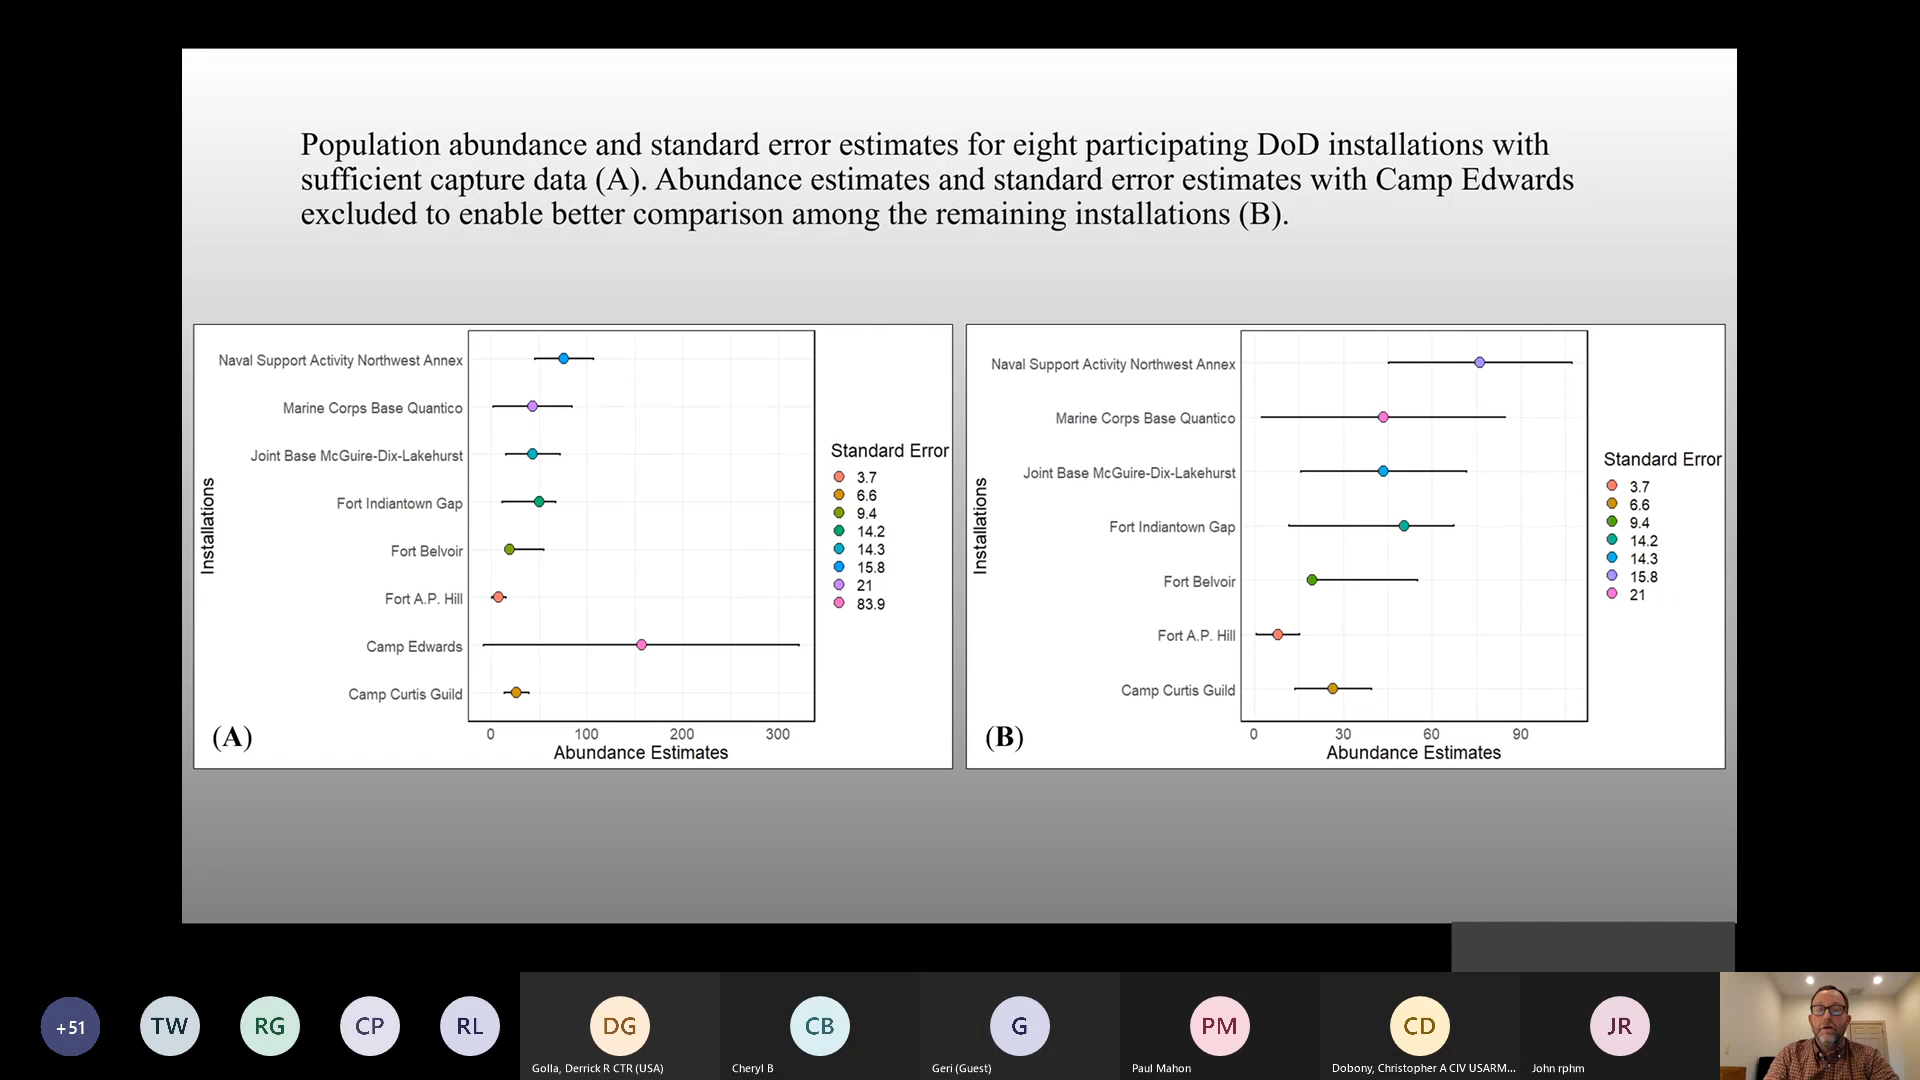 Population abundance and standard error estimates for eight participating DoD installations with
sufficient capture data (A). Abundance estimates and standard error estimates with Camp Edwards
excluded to enable better comparison among the remaining installations (B).
Installations
Naval Support Activity Northwest Annex
Marine Corps Base Quantico
Joint Base McGuire-Dix-Lakehurst
Fort Indiantown Gap
Fort Belvoir
Fort A.P. Hill
Camp Edwards
Camp Curtis Guild
0 100 200 300
Abundance Estimates
(A)
Standard Error
3.7
6.6
9.4
14.2
14.3
15.8
21
83.9
Installations
Naval Support Activity Northwest Annex
Marine Corps Base Quantico
Joint Base McGuire-Dix-Lakehurst
Fort Indiantown Gap
Fort Belvoir
Fort A.P. Hill
Camp Curtis Guild
0 30 60 90
Abundance Estimates
(B)
Standard Error
3.7
6.6
9.4
14.2
14.3
15.8
21
+51 TW RG CP RL DG CB G PM CD JR
Golla, Derrick R CTR (USA) Cheryl B Geri (Guest) Paul Mahon Dobony, Christopher A CIV USARM... John rphm